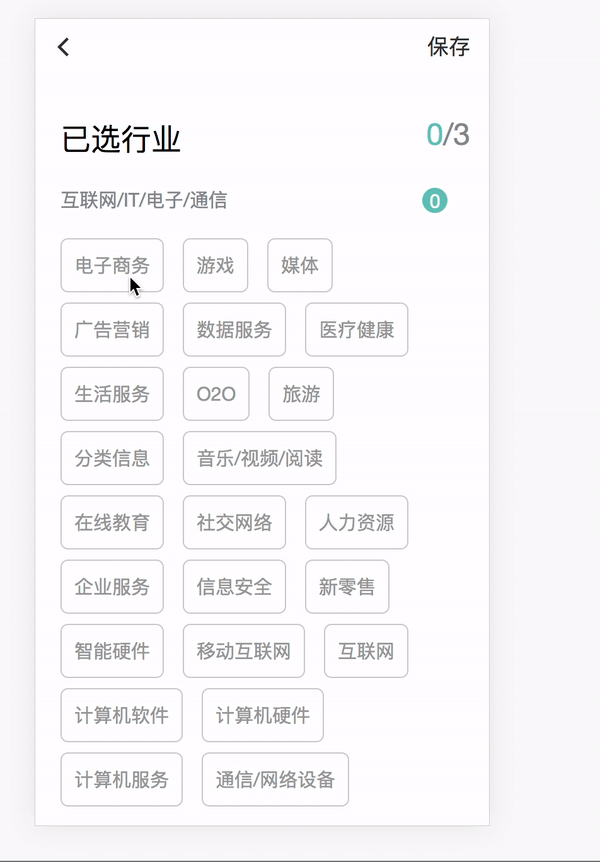 保存
已选行业 0/3
互联网/IT/电子/通信 0
电子商务 游戏 媒体
广告营销 数据服务 医疗健康
生活服务 O2O 旅游
分类信息 音乐/视频/阅读
在线教育 社交网络 人力资源
企业服务 信息安全 新零售
智能硬件 移动互联网 互联网
计算机软件 计算机硬件
计算机服务 通信/网络设备